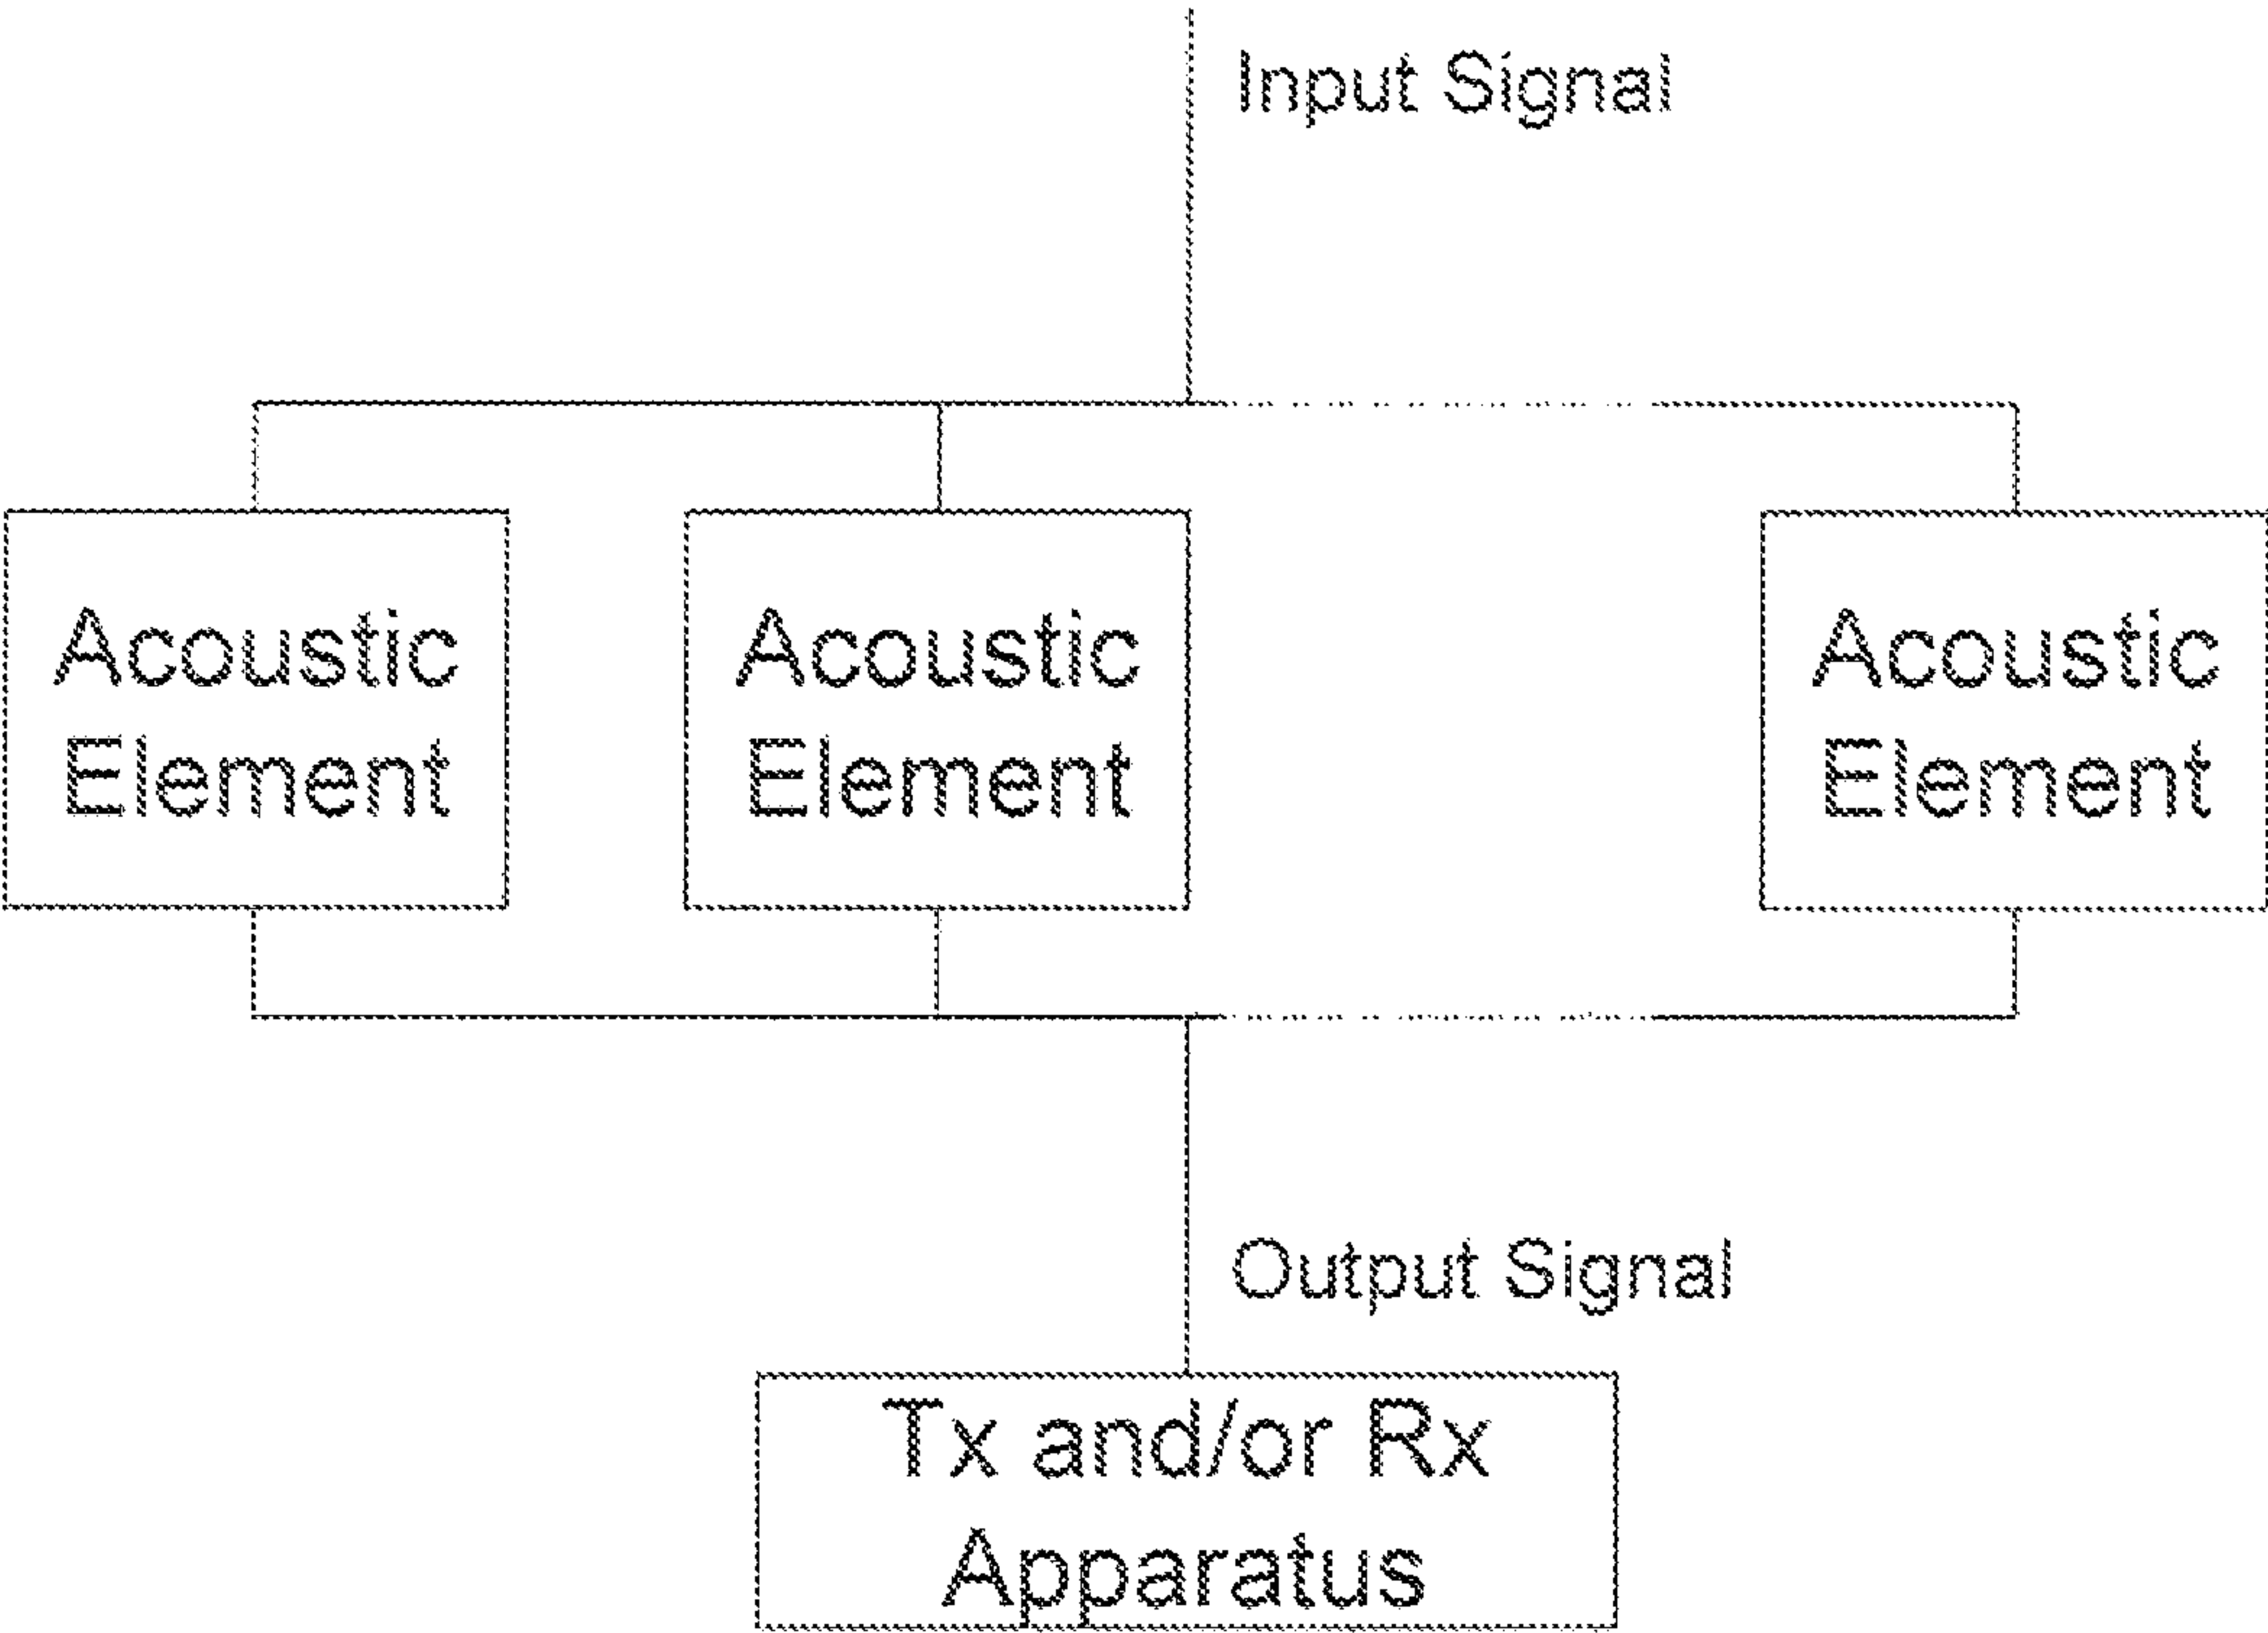 Input Signal
Acoustic
Element
Acoustic
Element
Acoustic
Element
Output Signal
Tx and/or Rx
Apparatus